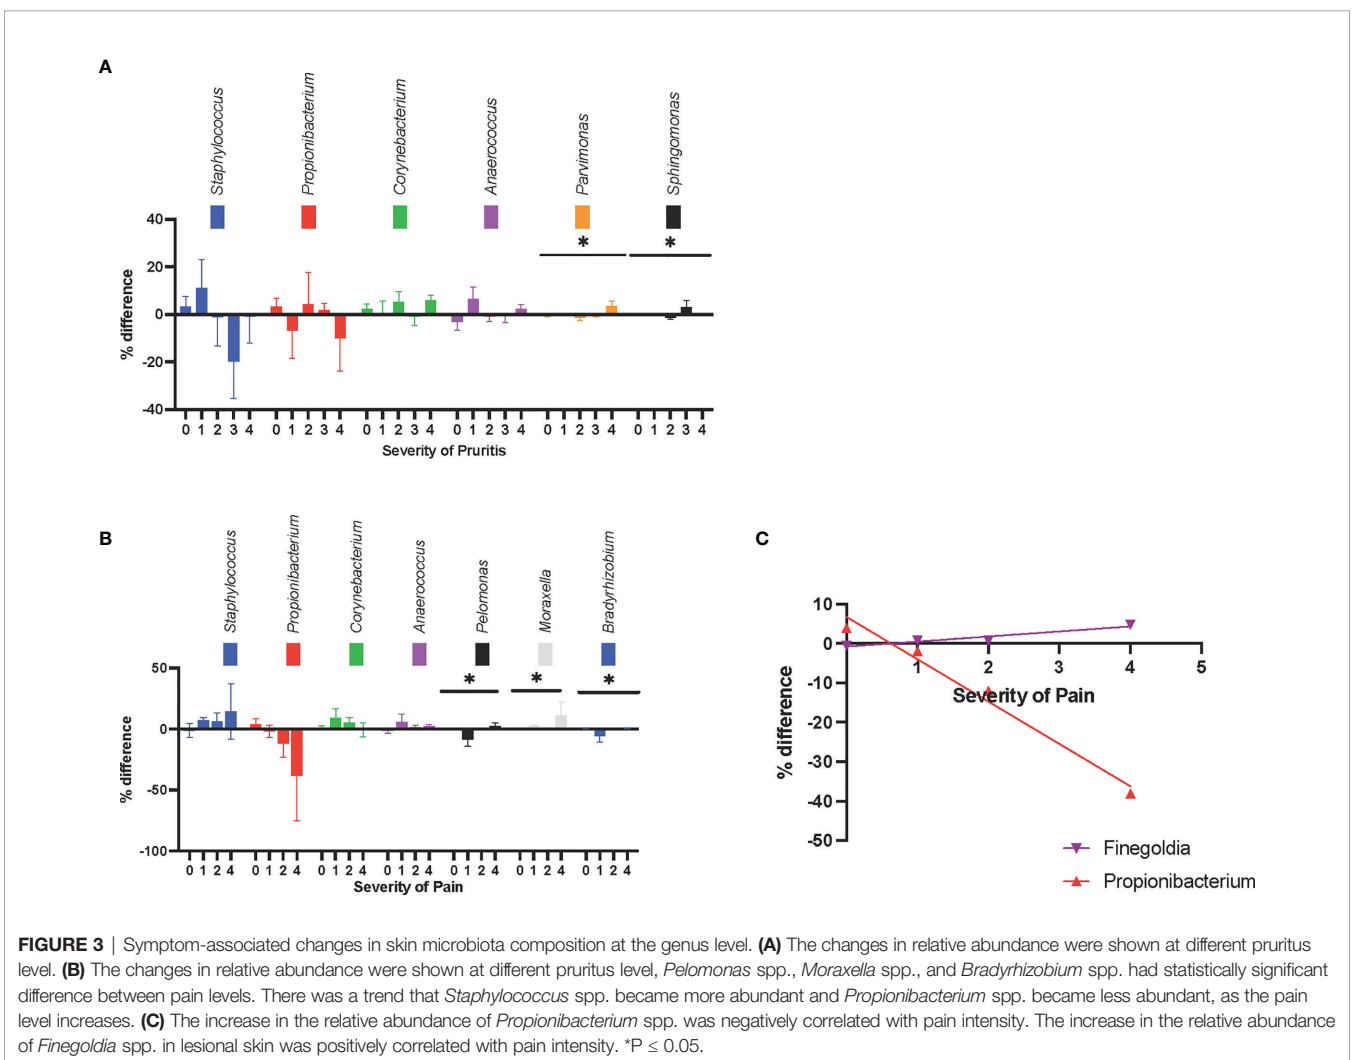 A
Staphylococcus
Propionibacterium
Corynebacterium
Anaerococcus
Parvimonas
Sphingomonas
* *
40
20
0
-20
-40
% difference
0 1 2 3 4 0 1 2 3 4 0 1 2 3 4 0 1 2 3 4 0 1 2 3 4 0 1 2 3 4
Severity of Pruritis
B
Staphylococcus
Propionibacterium
Corynebacterium
Anaerococcus
Pelomonas
Moraxella
Bradyrhizobium
* * *
50
0
-50
-100
% difference
0 1 2 4 0 1 2 4 0 1 2 4 0 1 2 4 0 1 2 4 0 1 2 4 0 1 2 4
Severity of Pain
C
10
0
-10
-20
-30
-40
-50
% difference
1 2 3 4 5
Severity of Pain
Finegoldia
Propionibacterium
FIGURE 3 | Symptom-associated changes in skin microbiota composition at the genus level. (A) The changes in relative abundance were shown at different pruritus
level. (B) The changes in relative abundance were shown at different pruritus level, Pelomonas spp., Moraxella spp., and Bradyrhizobium spp. had statistically significant
difference between pain levels. There was a trend that Staphylococcus spp. became more abundant and Propionibacterium spp. became less abundant, as the pain
level increases. (C) The increase in the relative abundance of Propionibacterium spp. was negatively correlated with pain intensity. The increase in the relative abundance
of Finegoldia spp. in lesional skin was positively correlated with pain intensity. *P ≤ 0.05.